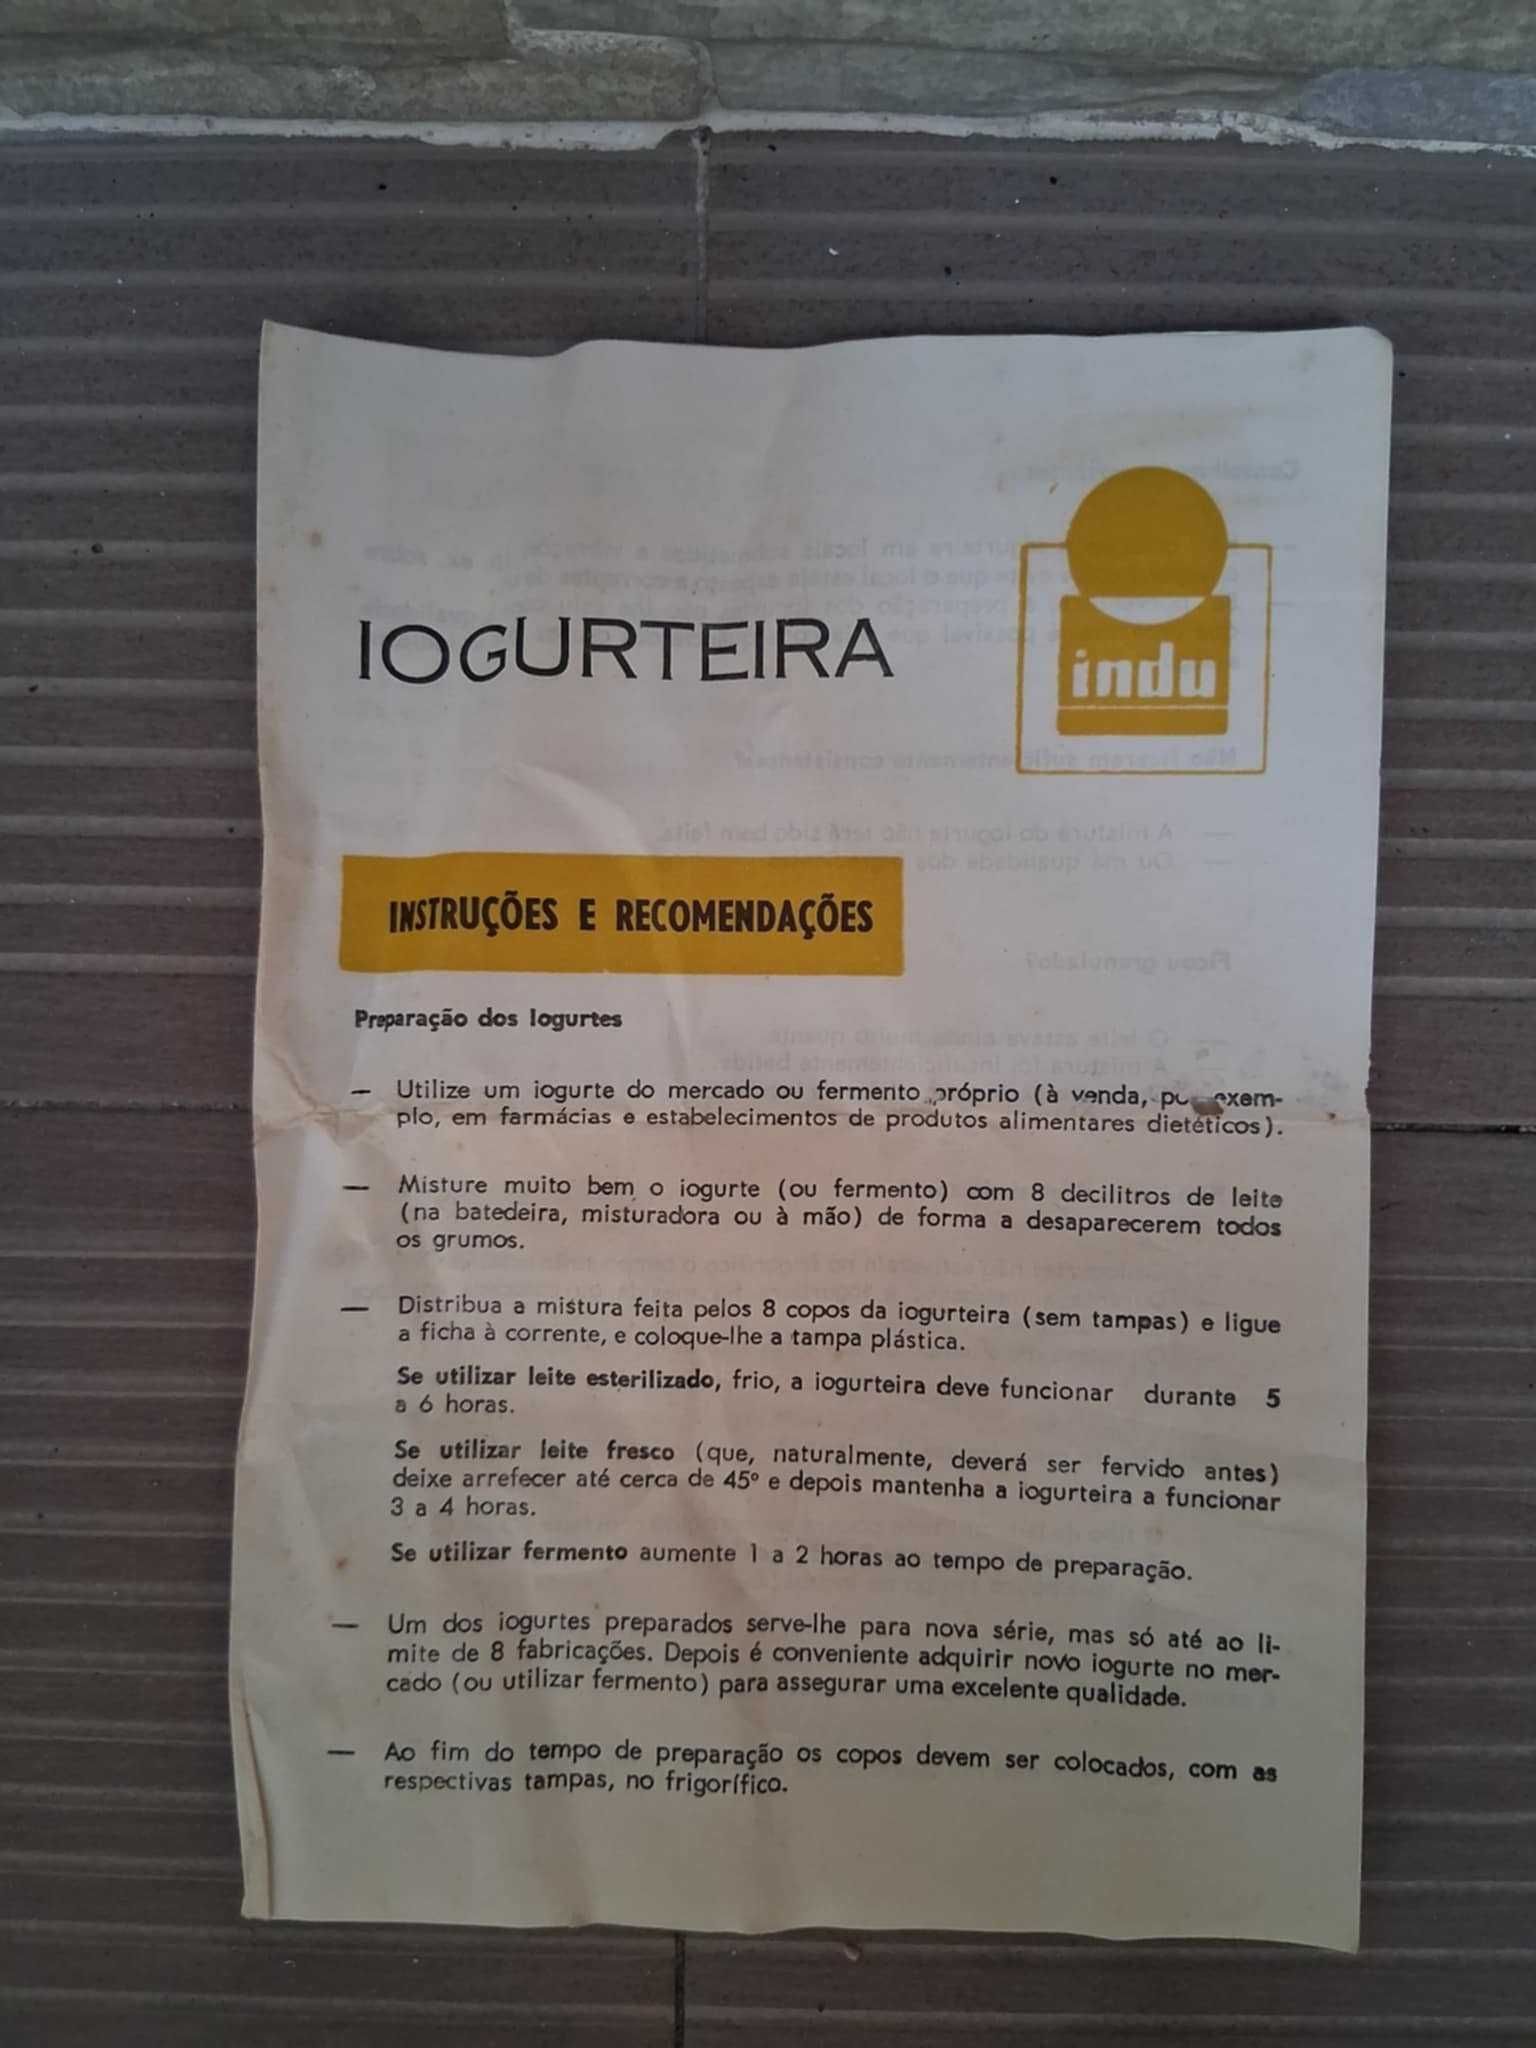 IOGURTEIRA
indu
INSTRUÇÕES E RECOMENDAÇÕES
Preparação dos Iogurtes
— Utilize um iogurte do mercado ou fermento próprio (à venda, exem-
plo, em farmácias e estabelecimentos de produtos alimentares dietéticos).
— Misture muito bem o iogurte (ou fermento) com 8 decilitros de leite
(na batedeira, misturadora ou à mão) de forma a desaparecerem todos
os grumos.
— Distribua a mistura feita pelos 8 copos da iogurteira (sem tampas) e ligue
a ficha à corrente, e coloque-lhe a tampa plástica.
Se utilizar leite esterilizado, frio, a iogurteira deve funcionar durante 5
a 6 horas.
Se utilizar leite fresco (que, naturalmente, deverá ser fervido antes)
deixe arrefecer até cerca de 45º e depois mantenha a iogurteira a funcionar
3 a 4 horas.
Se utilizar fermento aumente 1 a 2 horas ao tempo de preparação.
— Um dos iogurtes preparados serve-lhe para nova série, mas só até ao li-
mite de 8 fabricações. Depois é conveniente adquirir novo iogurte no mer-
cado (ou utilizar fermento) para assegurar uma excelente qualidade.
— Ao fim do tempo de preparação os copos devem ser colocados, com as
respectivas tampas, no frigorífico.